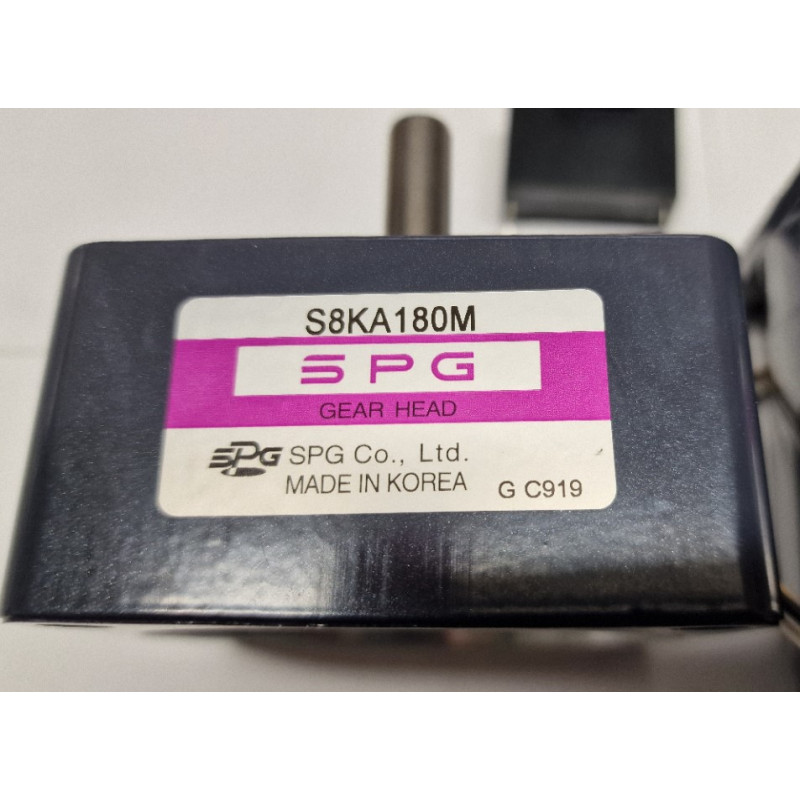 S8KA180M
SPG
GEAR HEAD
SPG SPG Co., Ltd.
MADE IN KOREA G C919